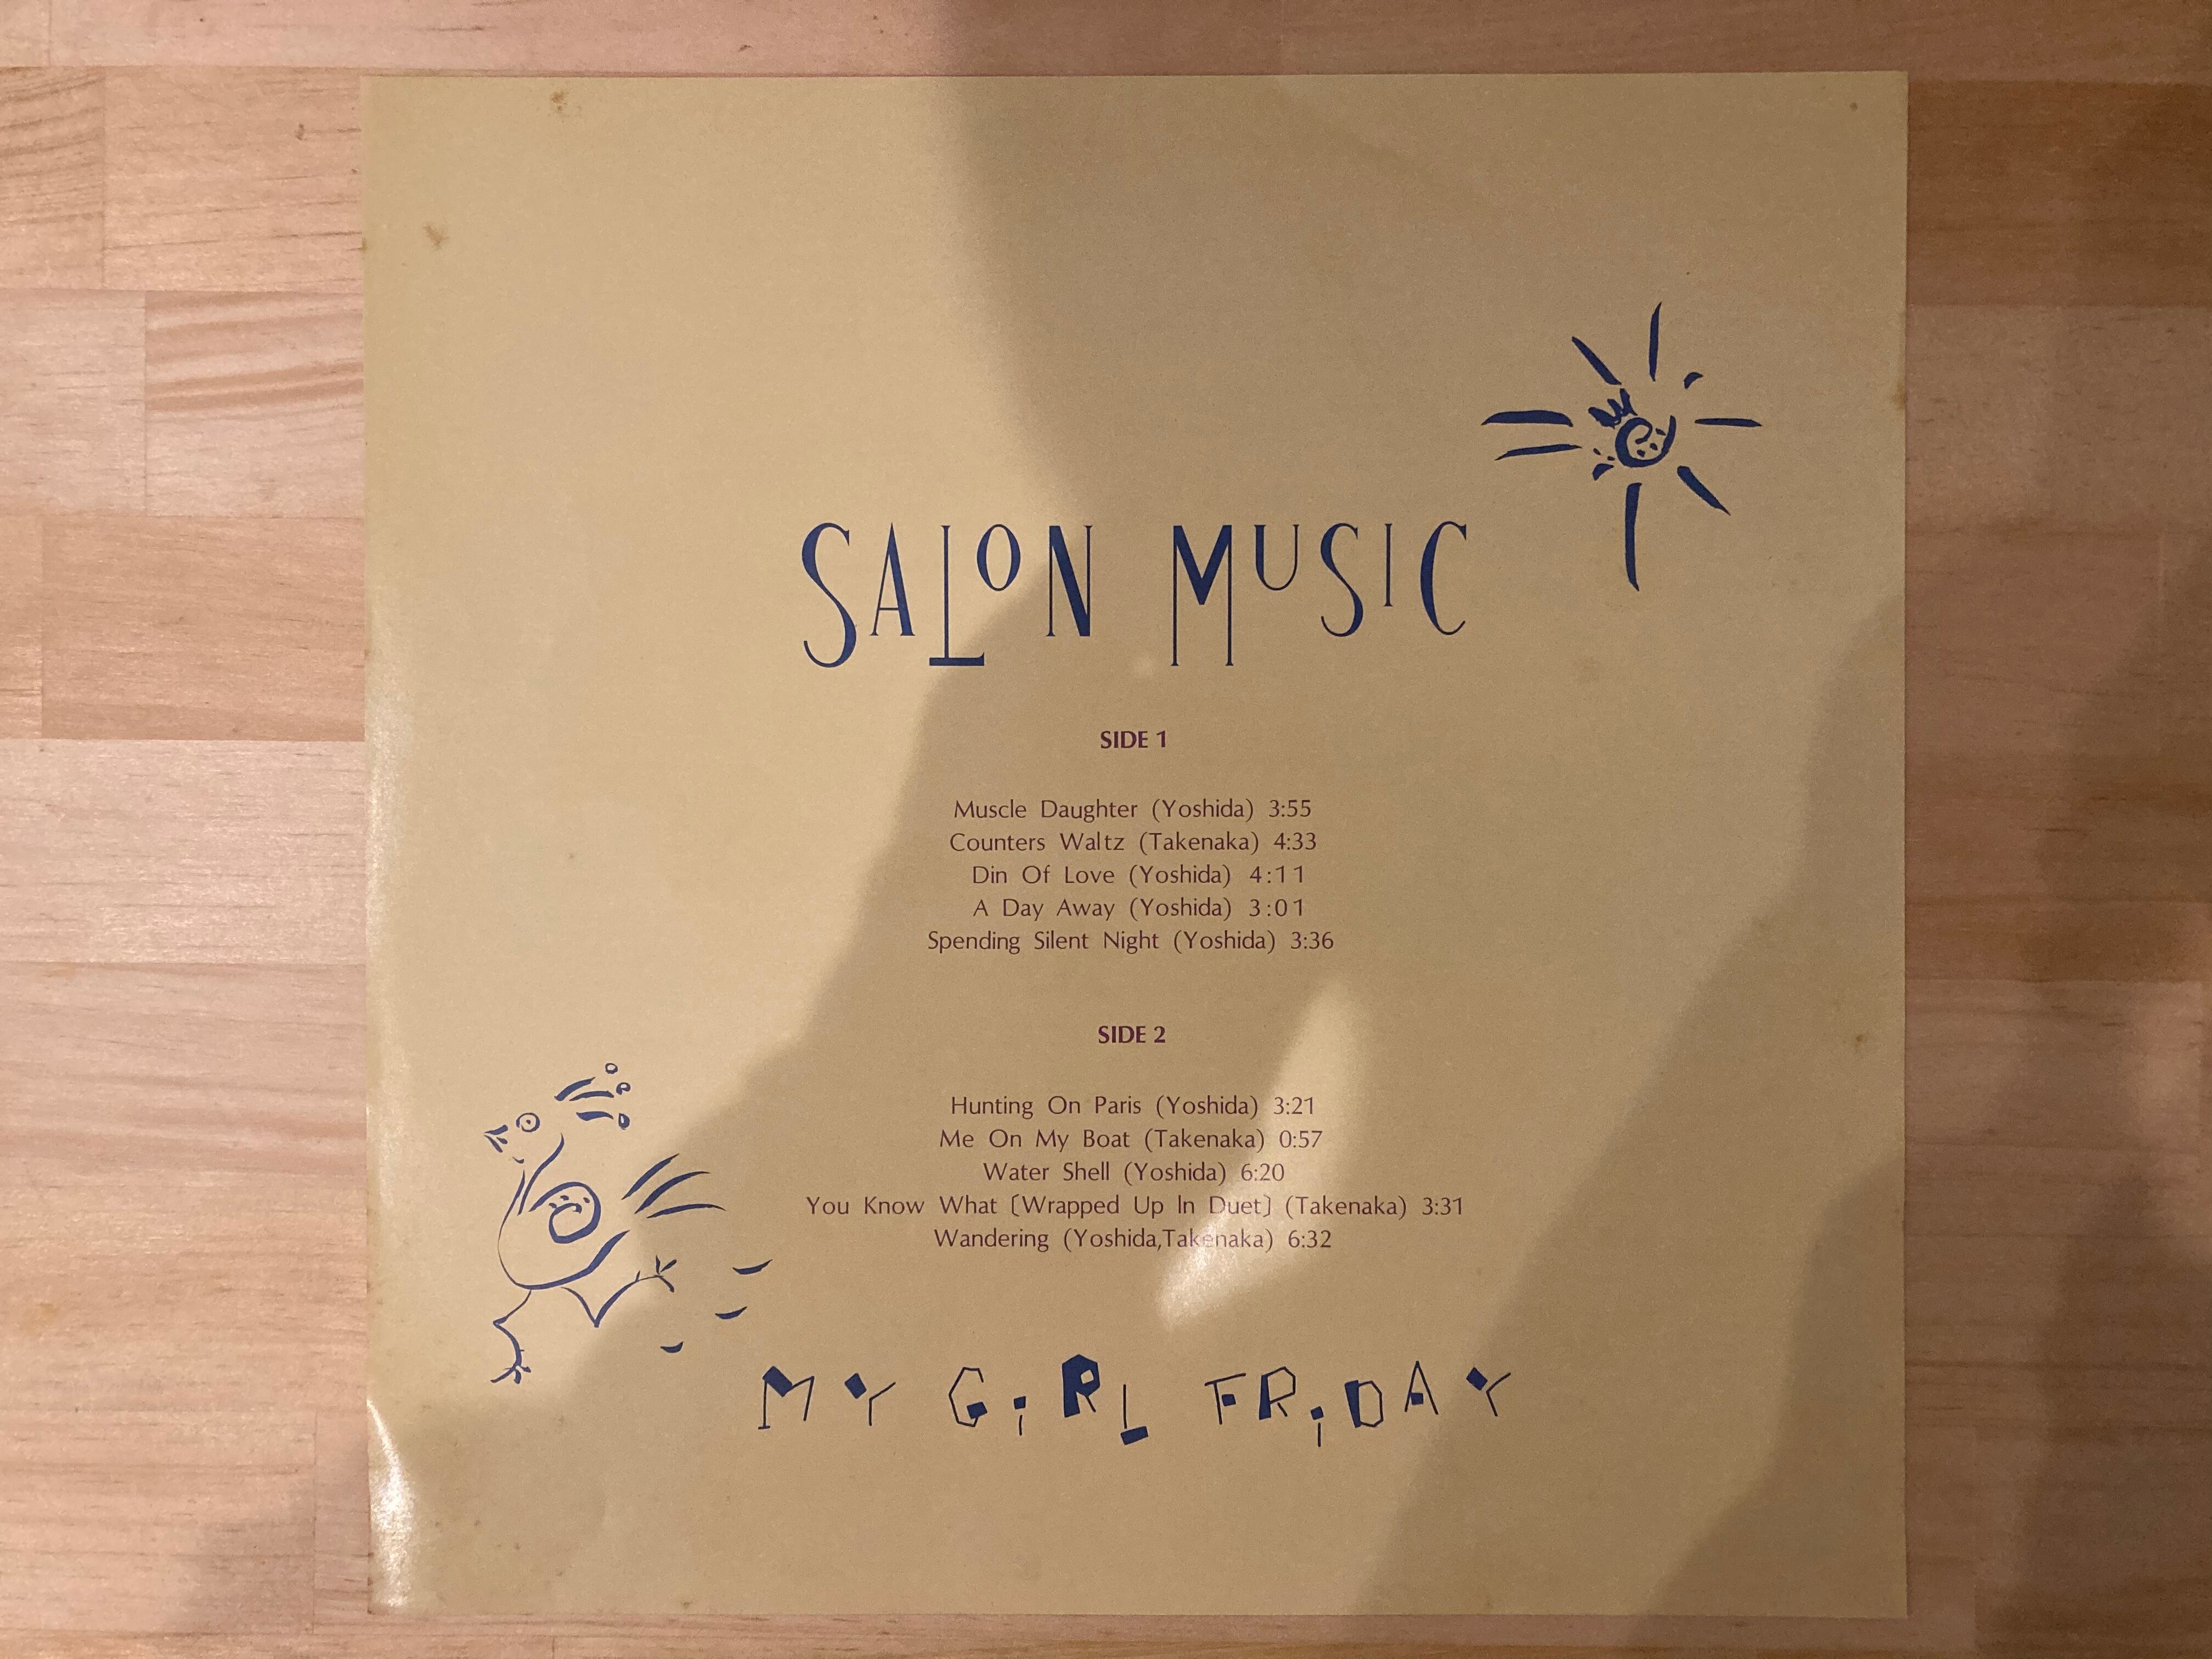 SALON MUSIC
SIDE 1
Muscle Daughter (Yoshida) 3:55
Counters Waltz (Takenaka) 4:33
Din Of Love (Yoshida) 4:11
A Day Away (Yoshida) 3:01
Spending Silent Night (Yoshida) 3:36
SIDE 2
Hunting On Paris (Yoshida) 3:21
Me On My Boat (Takenaka) 0:57
Water Shell (Yoshida) 6:20
You Know What [Wrapped Up In Duet] (Takenaka) 3:31
Wandering (Yoshida,Takenaka) 6:32
MY GiRL FRiDAY